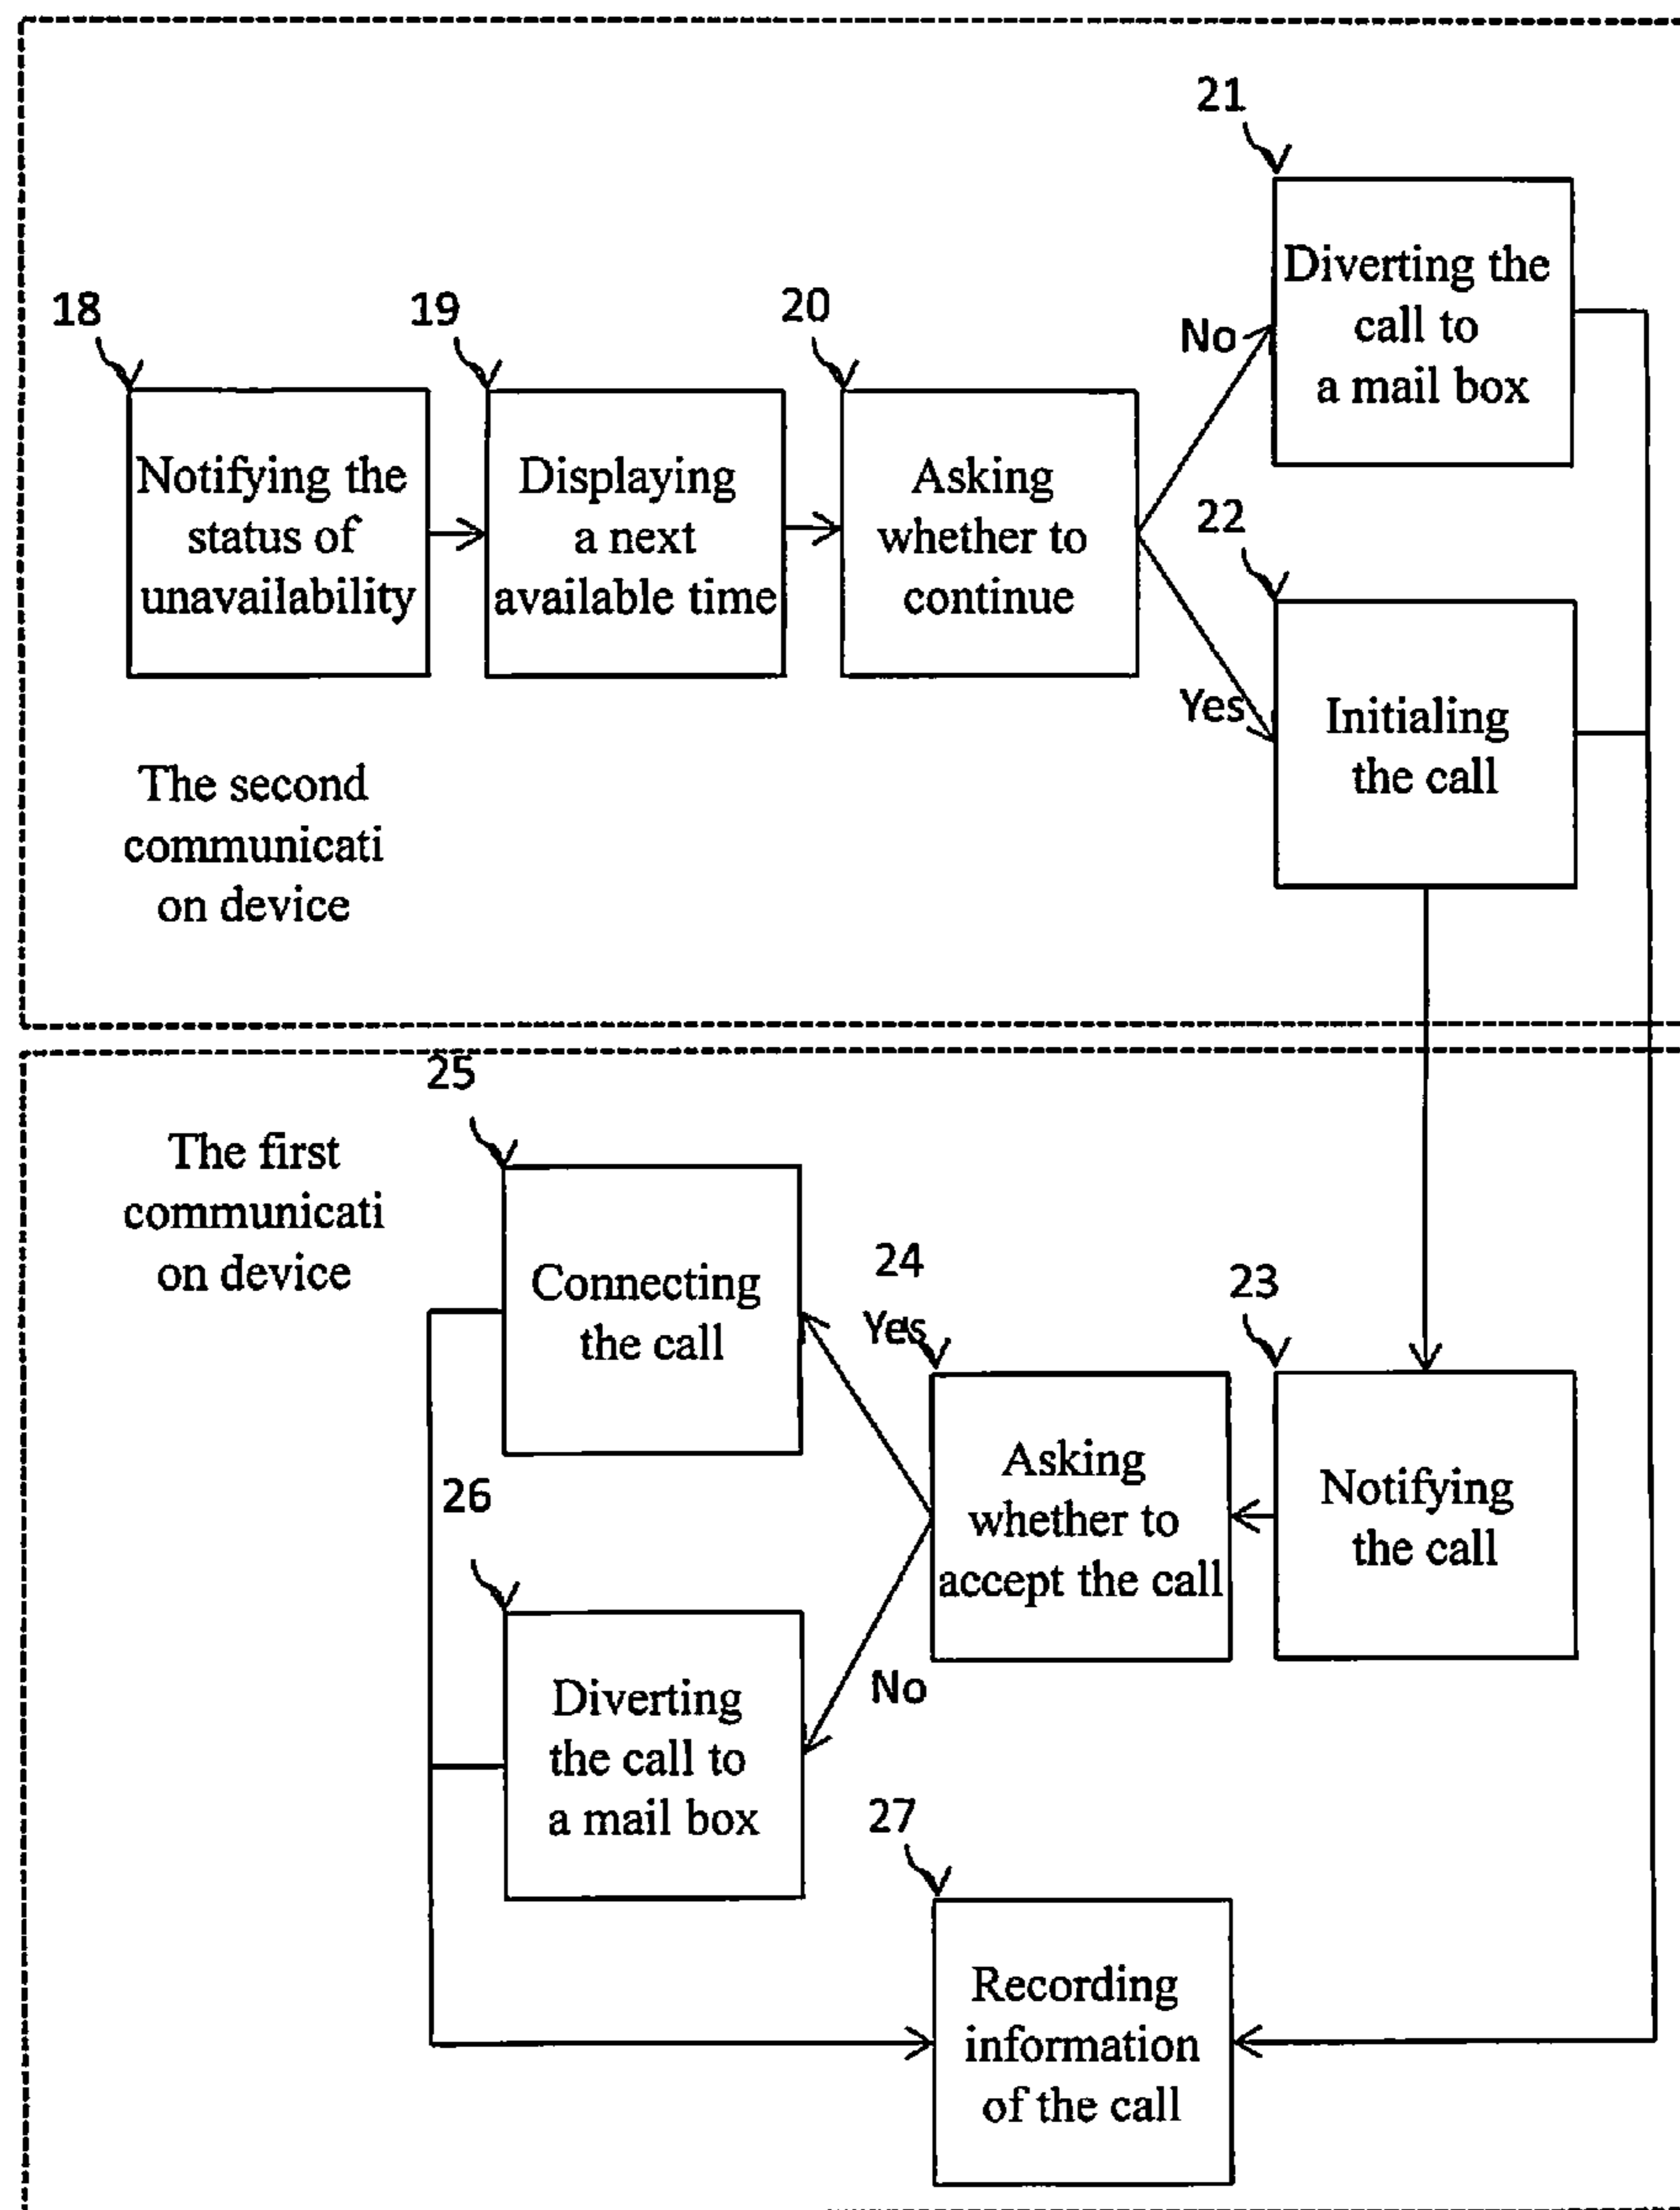 21
Diverting the
call to
a mail box
18
Notifying the
status of
unavailability
19
Displaying
a next
available time
20
Asking
whether to
continue
No
Yes
22
Initialing
the call
The second
communicati
on device
The first
communicati
on device
25
Connecting
the call
24
Yes
Asking
whether to
accept the call
23
Notifying
the call
26
Diverting
the call to
a mail box
No
27
Recording
information
of the call